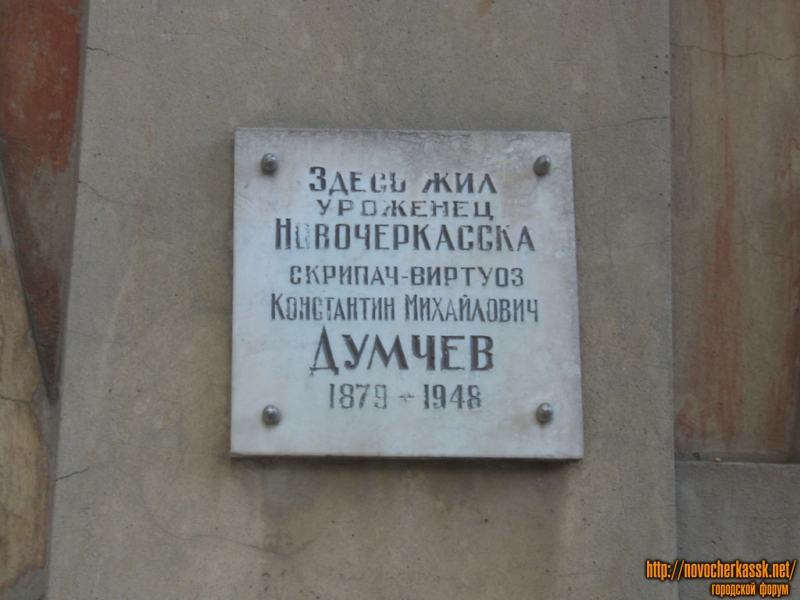 Здесь жил
уроженец
Новочеркасска
скрипач-виртуоз
Константин Михайлович
Думчев
1879 - 1948
http://novocherkassk.net/
городской форум